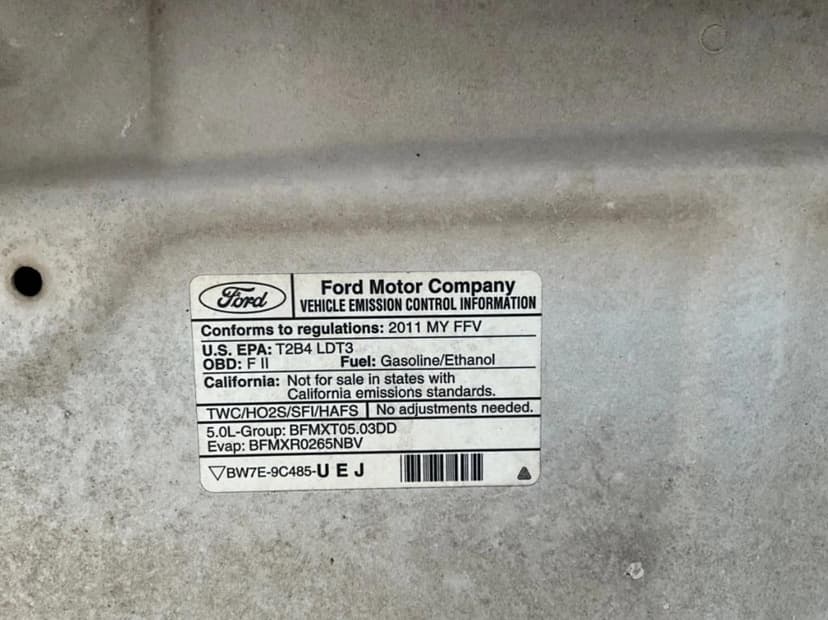 Ford
Ford Motor Company
VEHICLE EMISSION CONTROL INFORMATION
Conforms to regulations: 2011 MY FFV
U.S. EPA: T2B4 LDT3
OBD: F II Fuel: Gasoline/Ethanol
California: Not for sale in states with
California emissions standards.
TWC/HO2S/SFI/HAFS No adjustments needed.
5.0L-Group: BFMXT05.03DD
Evap: BFMXR0265NBV
BW7E-9C485-U E J